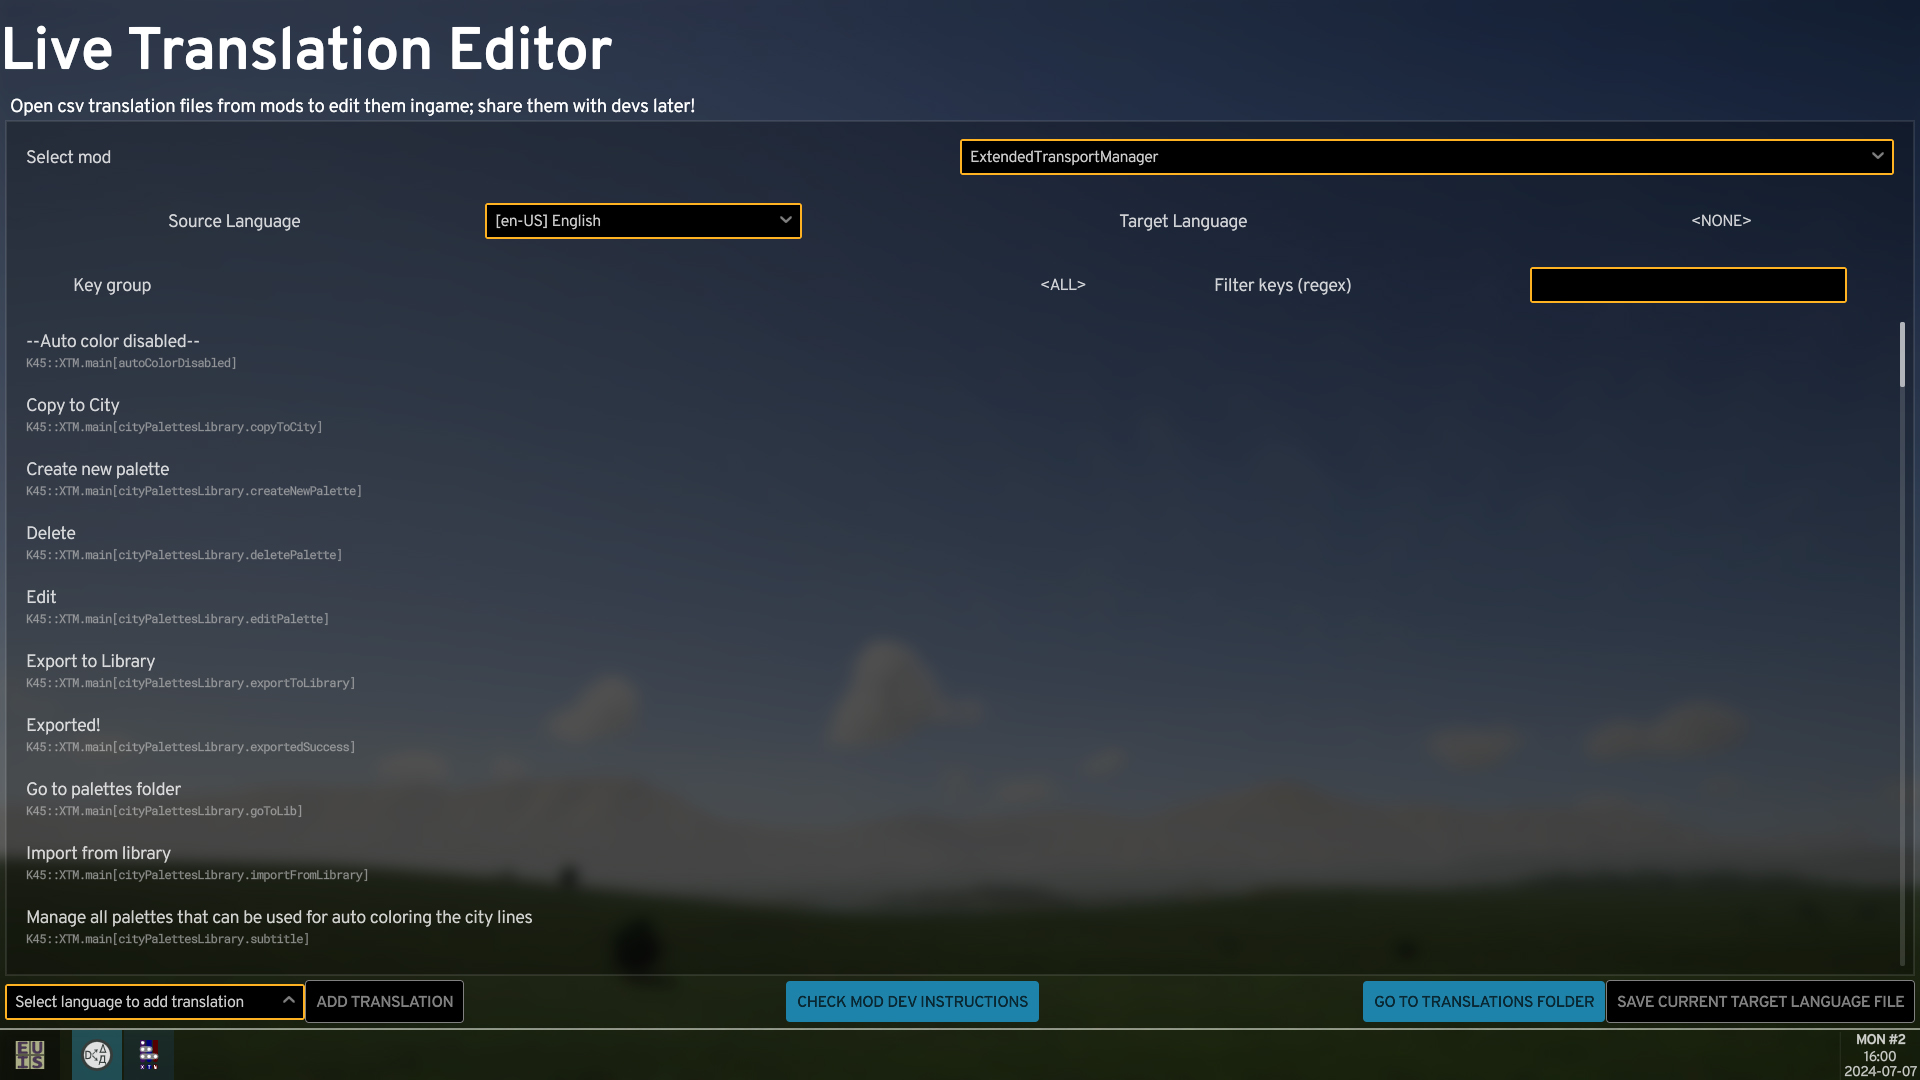 Live Translation Editor
Open csv translation files from mods to edit them ingame; share them with devs later!
Select mod
ExtendedTransportManager
Source Language
[en-US] English
Target Language
<NONE>
Key group
<ALL>
Filter keys (regex)
--Auto color disabled--
K45::XTM.main[autoColorDisabled]
Copy to City
K45::XTM.main[cityPalettesLibrary.copyToCity]
Create new palette
K45::XTM.main[cityPalettesLibrary.createNewPalette]
Delete
K45::XTM.main[cityPalettesLibrary.deletePalette]
Edit
K45::XTM.main[cityPalettesLibrary.editPalette]
Export to Library
K45::XTM.main[cityPalettesLibrary.exportToLibrary]
Exported!
K45::XTM.main[cityPalettesLibrary.exportedSuccess]
Go to palettes folder
K45::XTM.main[cityPalettesLibrary.goToLib]
Import from library
K45::XTM.main[cityPalettesLibrary.importFromLibrary]
Manage all palettes that can be used for auto coloring the city lines
K45::XTM.main[cityPalettesLibrary.subtitle]
Select language to add translation
ADD TRANSLATION
CHECK MOD DEV INSTRUCTIONS
GO TO TRANSLATIONS FOLDER
SAVE CURRENT TARGET LANGUAGE FILE
EU
IS
XTM
MON #2
16:00
2024-07-07